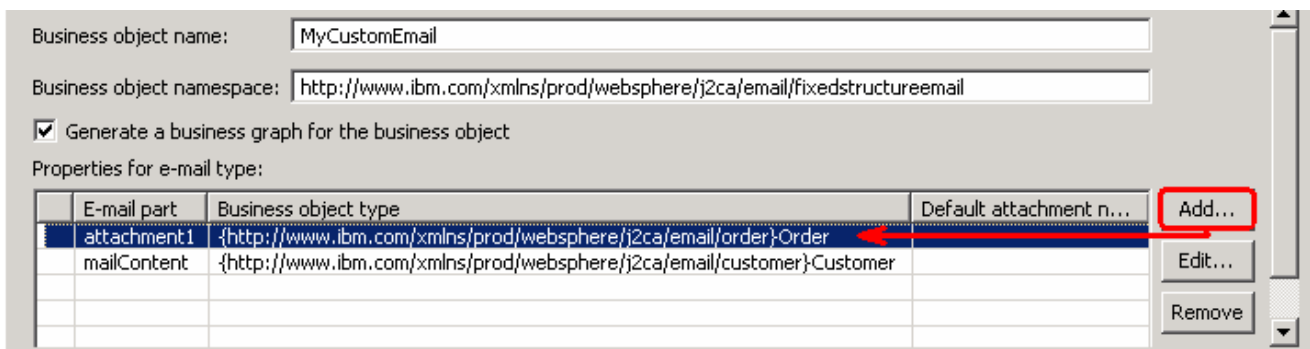 Business object name: MyCustomEmail
Business object namespace: http://www.ibm.com/xmlns/prod/websphere/j2ca/email/fixedstructureemail
Generate a business graph for the business object
Properties for e-mail type:
E-mail part Business object type Default attachment n... Add...
attachment1 {http://www.ibm.com/xmlns/prod/websphere/j2ca/email/order}Order
mailContent {http://www.ibm.com/xmlns/prod/websphere/j2ca/email/customer}Customer Edit...
Remove